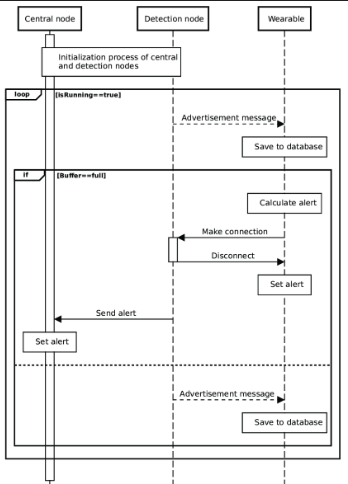 Central node
Detection node
Wearable
Initialization process of central
and detection nodes
loop
[isRunning==true]
Advertisement message
Save to database
if
[Buffer==full]
Calculate alert
Make connection
Disconnect
Set alert
Send alert
Set alert
Advertisement message
Save to database